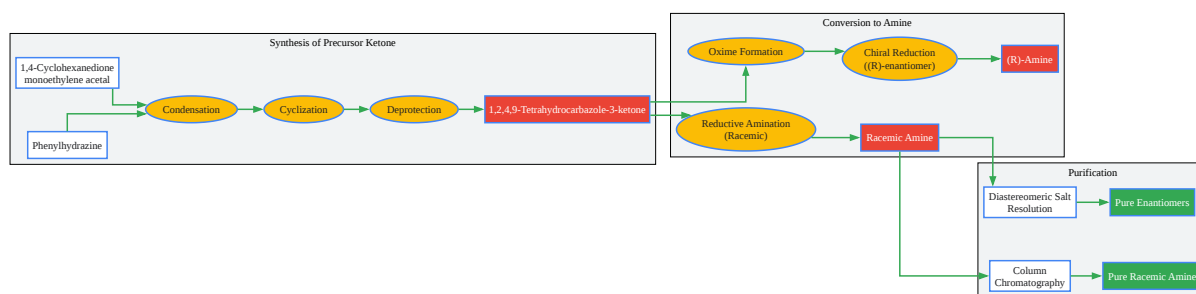 Synthesis of Precursor Ketone
1,4-Cyclohexanedione
monoethylene acetal
Phenylhydrazine
Condensation
Cyclization
Deprotection
1,2,4,9-Tetrahydrocarbazole-3-ketone
Conversion to Amine
Oxime Formation
Chiral Reduction
((R)-enantiomer)
(R)-Amine
Reductive Amination
(Racemic)
Racemic Amine
Purification
Diastereomeric Salt
Resolution
Pure Enantiomers
Column
Chromatography
Pure Racemic Amine